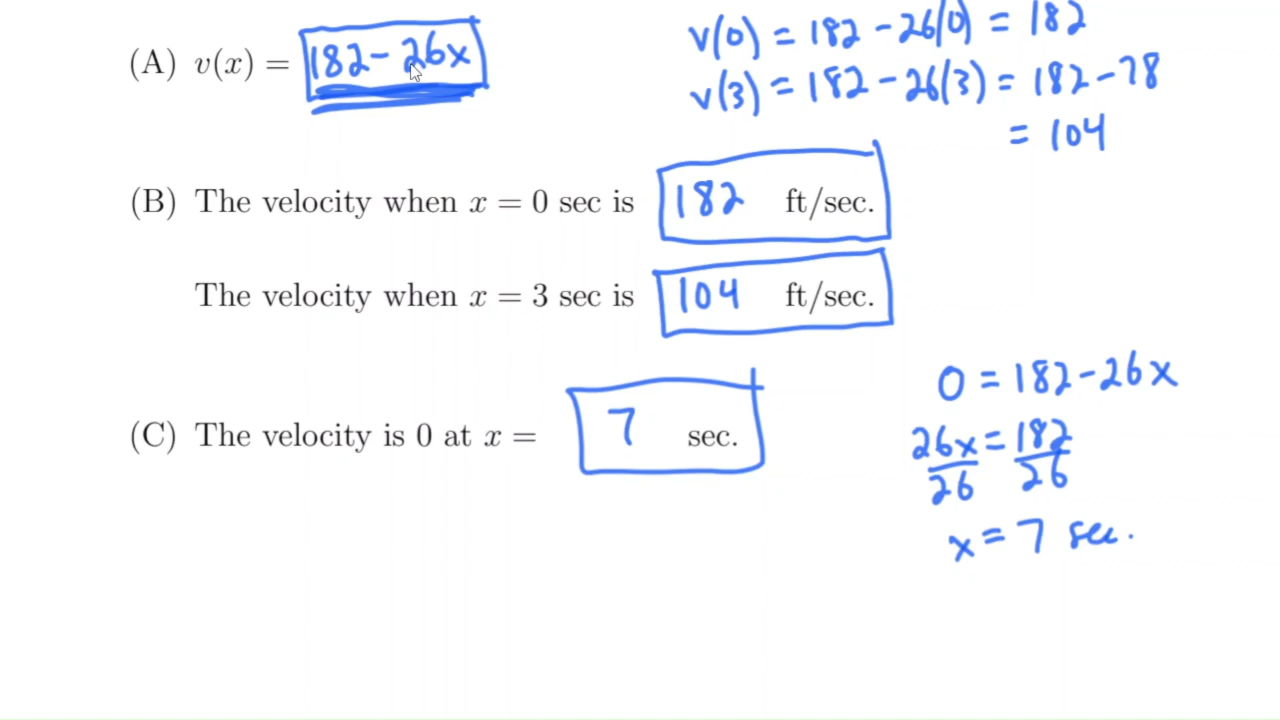 (A) v(x) = 182 - 26x
v(0) = 182 - 26(0) = 182
v(3) = 182 - 26(3) = 182 - 78
= 104
(B) The velocity when x = 0 sec is 182 ft/sec.
The velocity when x = 3 sec is 104 ft/sec.
(C) The velocity is 0 at x = 7 sec.
0 = 182 - 26x
26x = 182
26 26
x = 7 sec.